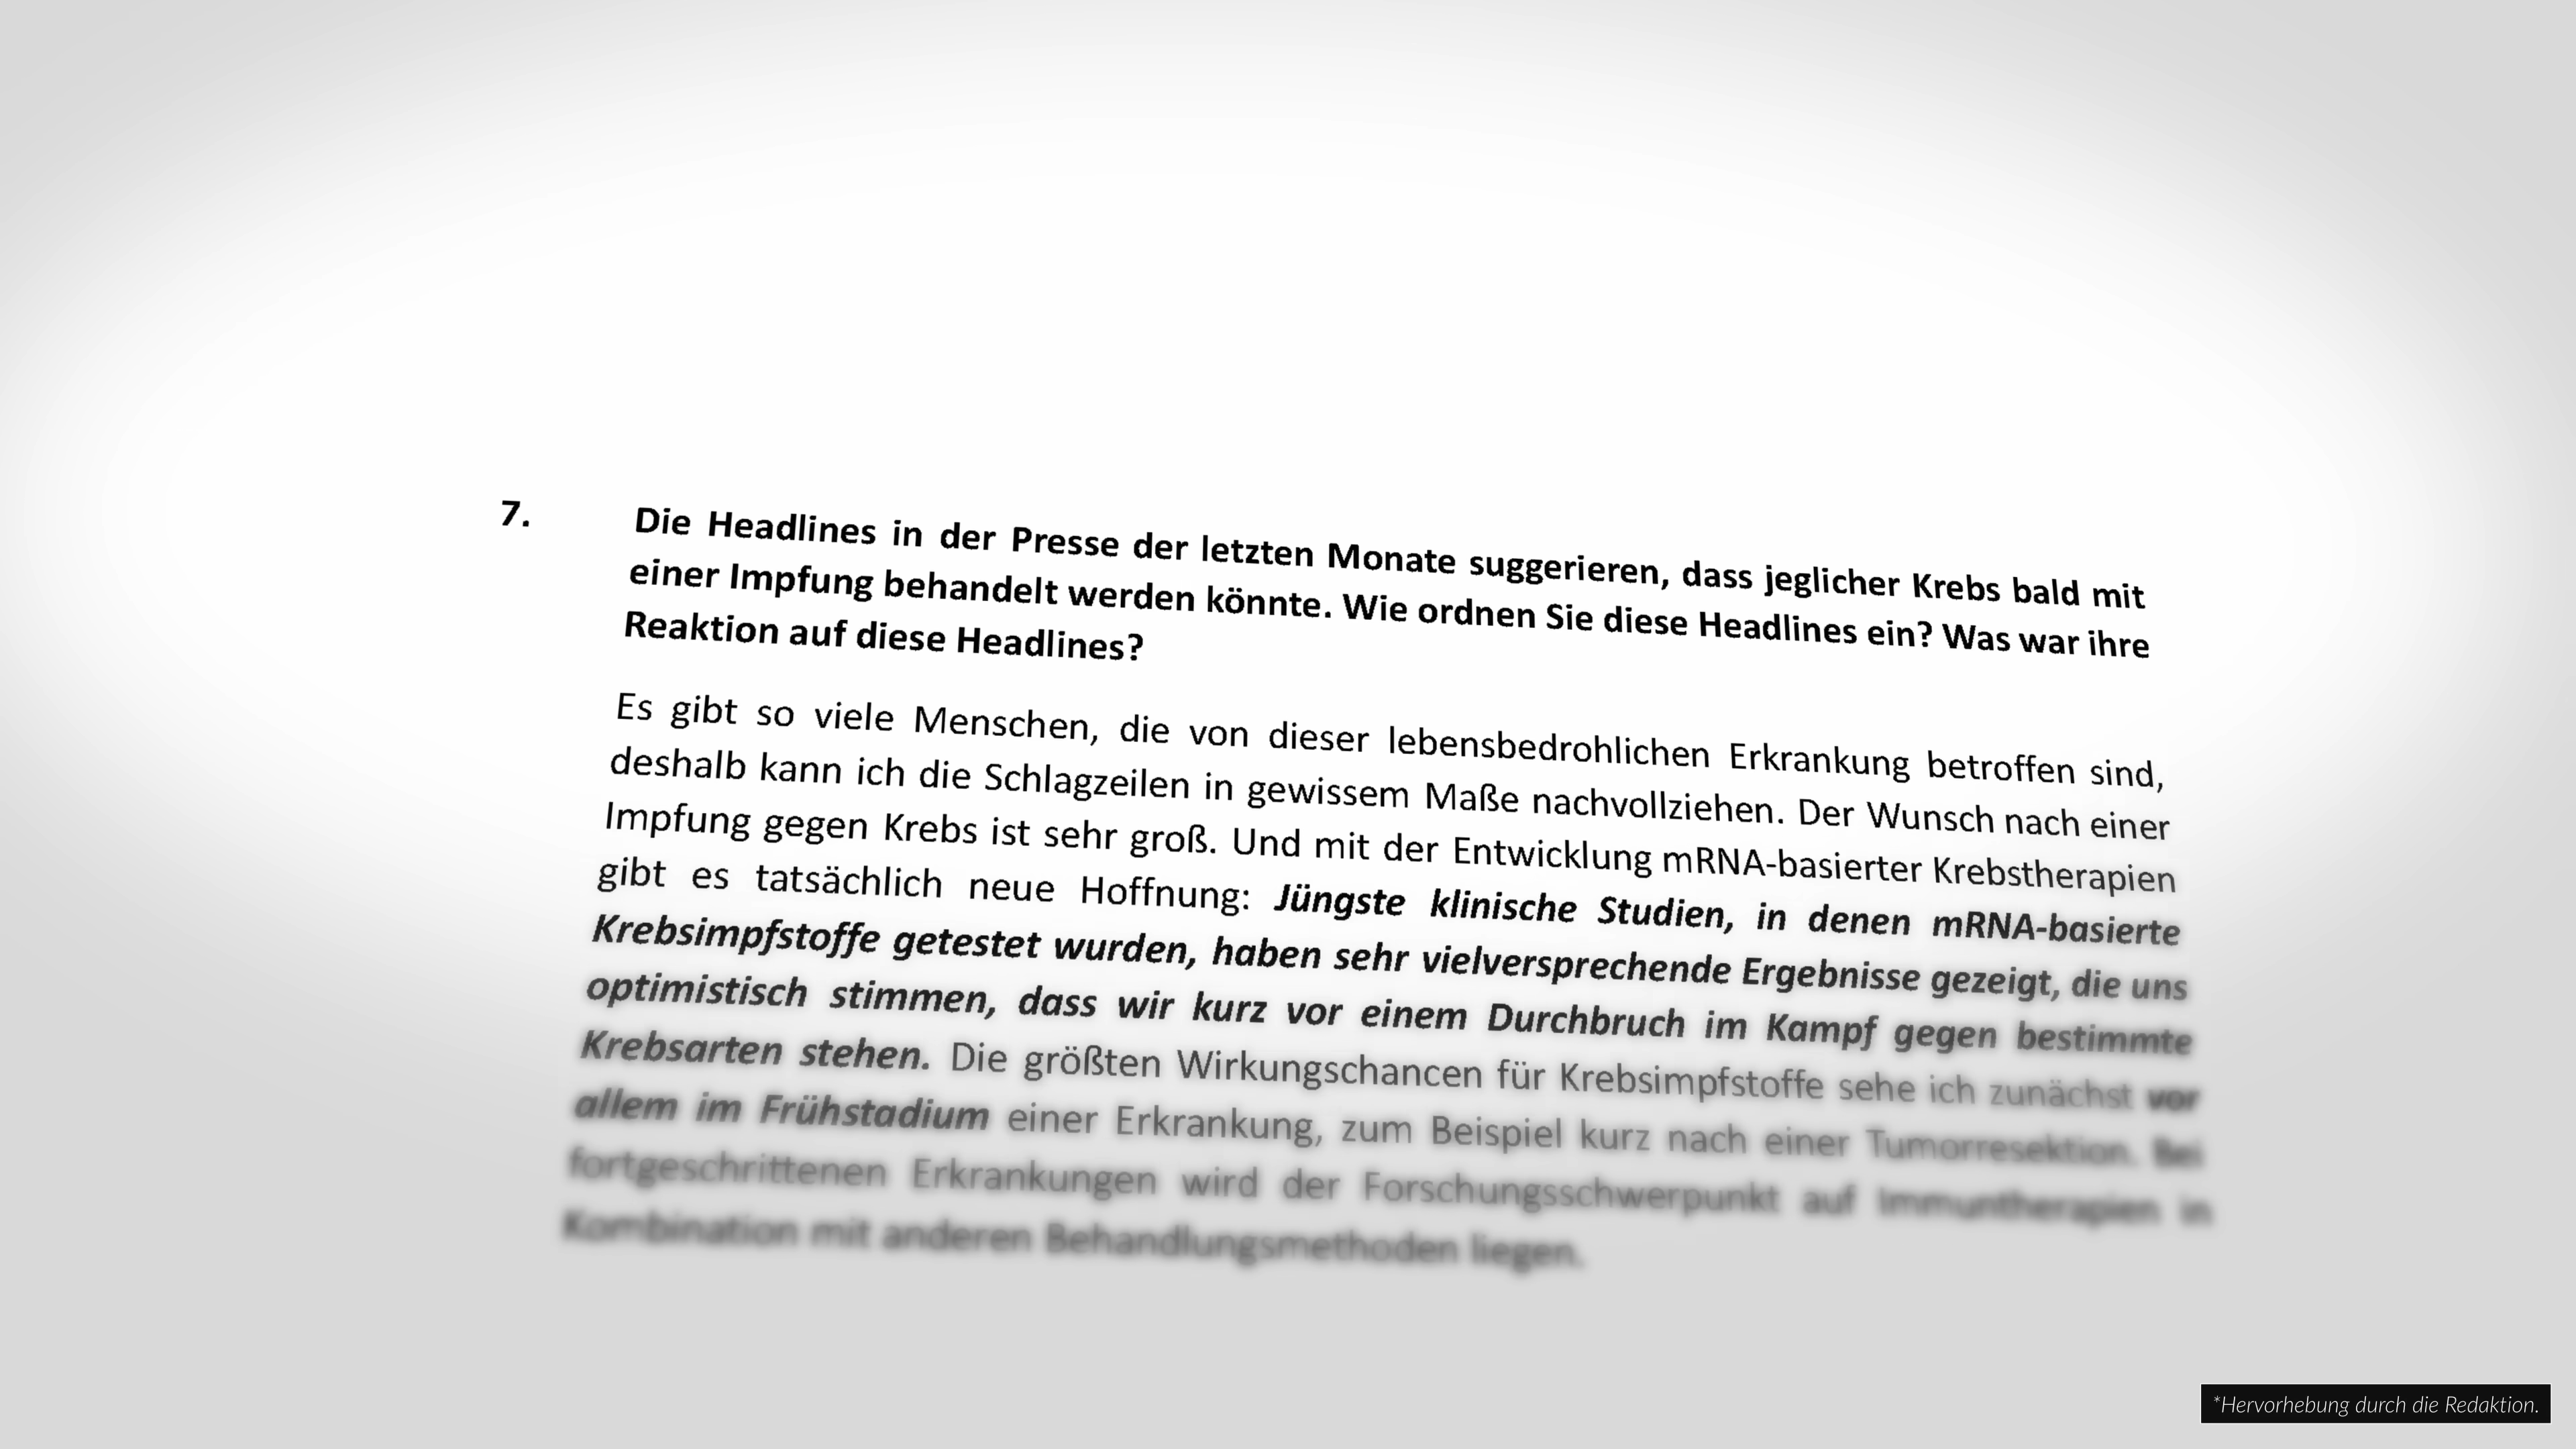 7. Die Headlines in der Presse der letzten Monate suggerieren, dass jeglicher Krebs bald mit
einer Impfung behandelt werden könnte. Wie ordnen Sie diese Headlines ein? Was war ihre
Reaktion auf diese Headlines?
Es gibt so viele Menschen, die von dieser lebensbedrohlichen Erkrankung betroffen sind,
deshalb kann ich die Schlagzeilen in gewissem Maße nachvollziehen. Der Wunsch nach einer
Impfung gegen Krebs ist sehr groß. Und mit der Entwicklung mRNA-basierter Krebstherapien
gibt es tatsächlich neue Hoffnung: Jüngste klinische Studien, in denen mRNA-basierte
Krebsimpfstoffe getestet wurden, haben sehr vielversprechende Ergebnisse gezeigt, die uns
optimistisch stimmen, dass wir kurz vor einem Durchbruch im Kampf gegen bestimmte
Krebsarten stehen. Die größten Wirkungschancen für Krebsimpfstoffe sehe ich zunächst vor
allem im Frühstadium einer Erkrankung, zum Beispiel kurz nach einer Tumorresektion. Bei
fortgeschrittenen Erkrankungen wird der Forschungsschwerpunkt auf Immuntherapien in
Kombination mit anderen Behandlungsmethoden liegen.
*Hervorhebung durch die Redaktion.